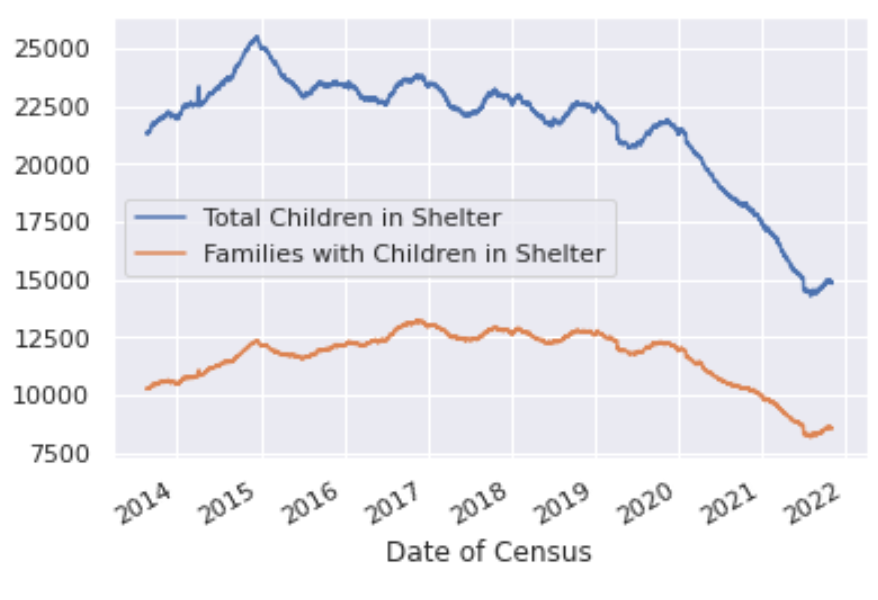 25000
22500
20000
17500
15000
12500
10000
7500
Total Children in Shelter
Families with Children in Shelter
2014 2015 2016 2017 2018 2019 2020 2021 2022
Date of Census